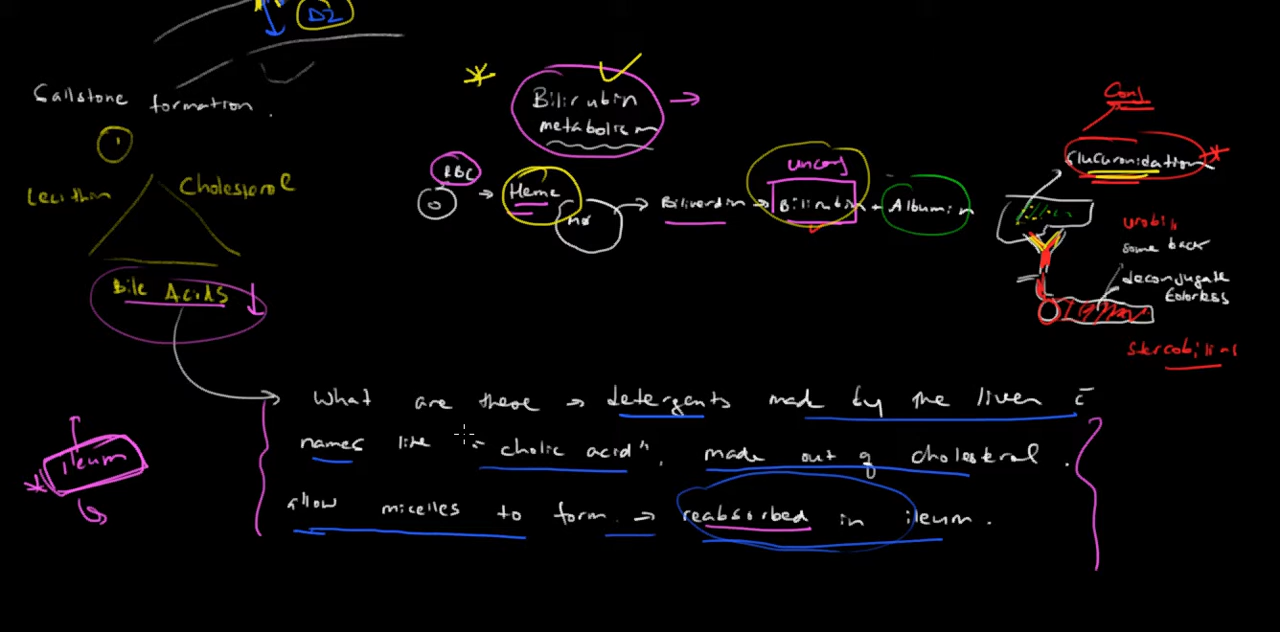 D2
Gallstone formation.
1
Lecithin
Cholesterol
Bile Acids ↓
ileum
Bilirubin
metabolism
RBC
Heme
Biliverdin
unconj
Bilirubin + Albumin
Conj
Glucuronidation
urobili
some back
deconjugate
Colorless
Stercobilin
What are these → detergents made by the liver c̄
names like "cholic acid", made out of cholesterol.
allow micelles to form. → reabsorbed in ileum.